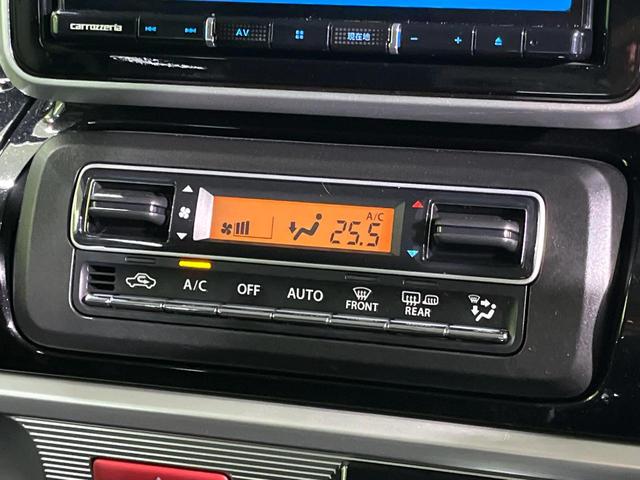 carrozzeria AV 現在地 - +
A/C
25.5
A/C OFF AUTO FRONT REAR